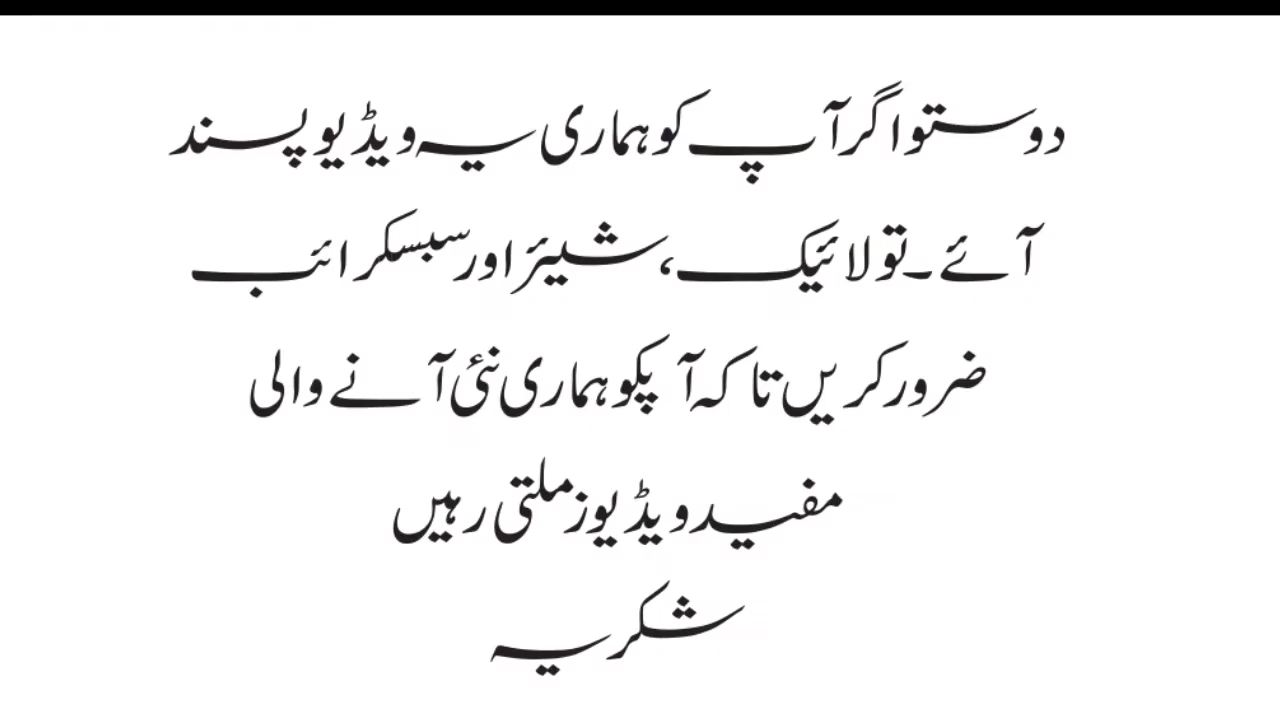 دوستو اگر آپ کو ہماری یہ ویڈیو پسند
آئے۔ تو لائیک، شیئر اور سبسکرائب
ضرور کریں تاکہ آپکو ہماری نئی آنے والی
مفید ویڈیوز ملتی رہیں
شکریہ